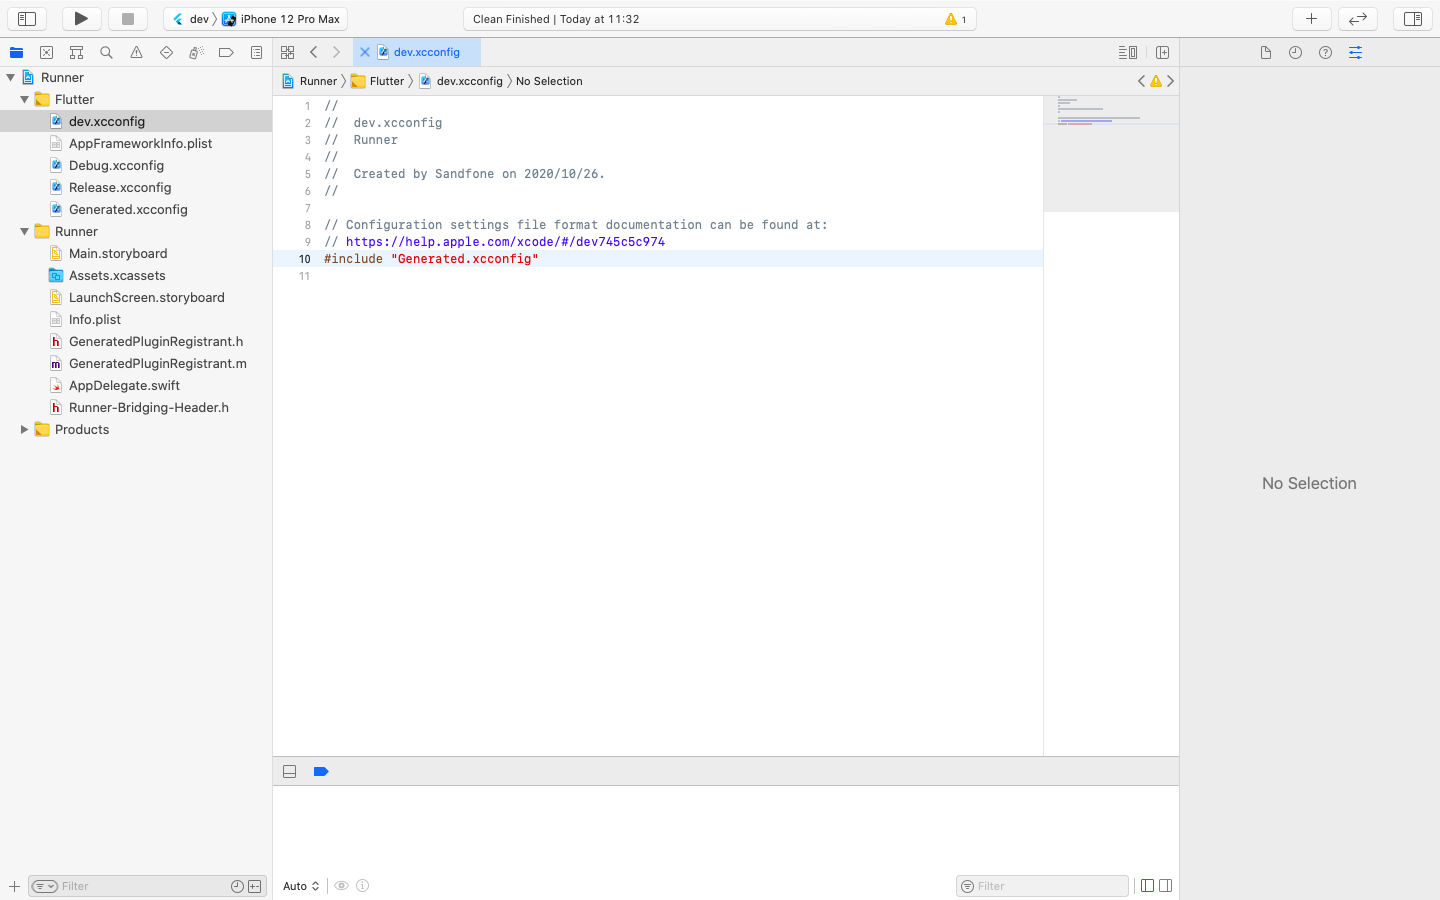 dev
iPhone 12 Pro Max
Clean Finished | Today at 11:32
1
dev.xcconfig
Runner
Flutter
dev.xcconfig
No Selection
Runner
Flutter
dev.xcconfig
AppFrameworkInfo.plist
Debug.xcconfig
Release.xcconfig
Generated.xcconfig
Runner
Main.storyboard
Assets.xcassets
LaunchScreen.storyboard
Info.plist
GeneratedPluginRegistrant.h
GeneratedPluginRegistrant.m
AppDelegate.swift
Runner-Bridging-Header.h
Products
Filter
1 //
2 //  dev.xcconfig
3 //  Runner
4 //
5 //  Created by Sandfone on 2020/10/26.
6 //
7
8 // Configuration settings file format documentation can be found at:
9 // https://help.apple.com/xcode/#/dev745c5c974
10 #include "Generated.xcconfig"
11
No Selection
Auto
Filter